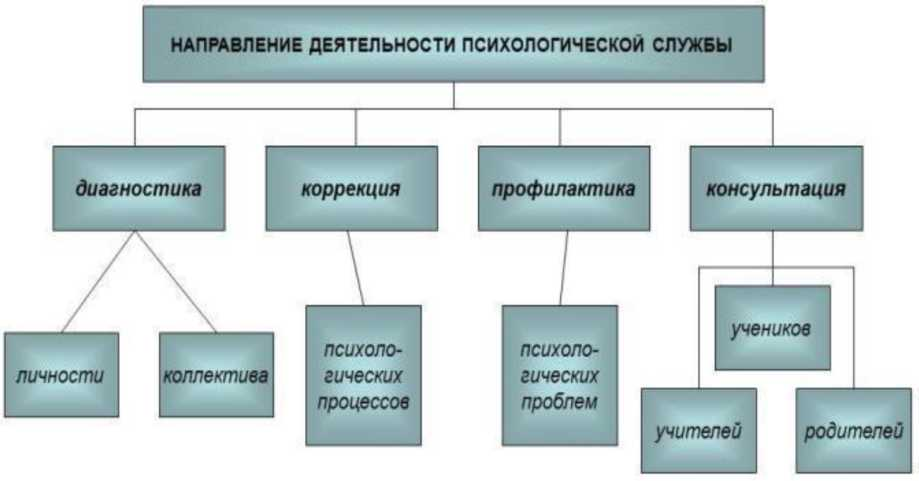 НАПРАВЛЕНИЕ ДЕЯТЕЛЬНОСТИ ПСИХОЛОГИЧЕСКОЙ СЛУЖБЫ
диагностика
коррекция
профилактика
консультация
личности
коллектива
психоло-
гических
процессов
психоло-
гических
проблем
учеников
учителей
родителей